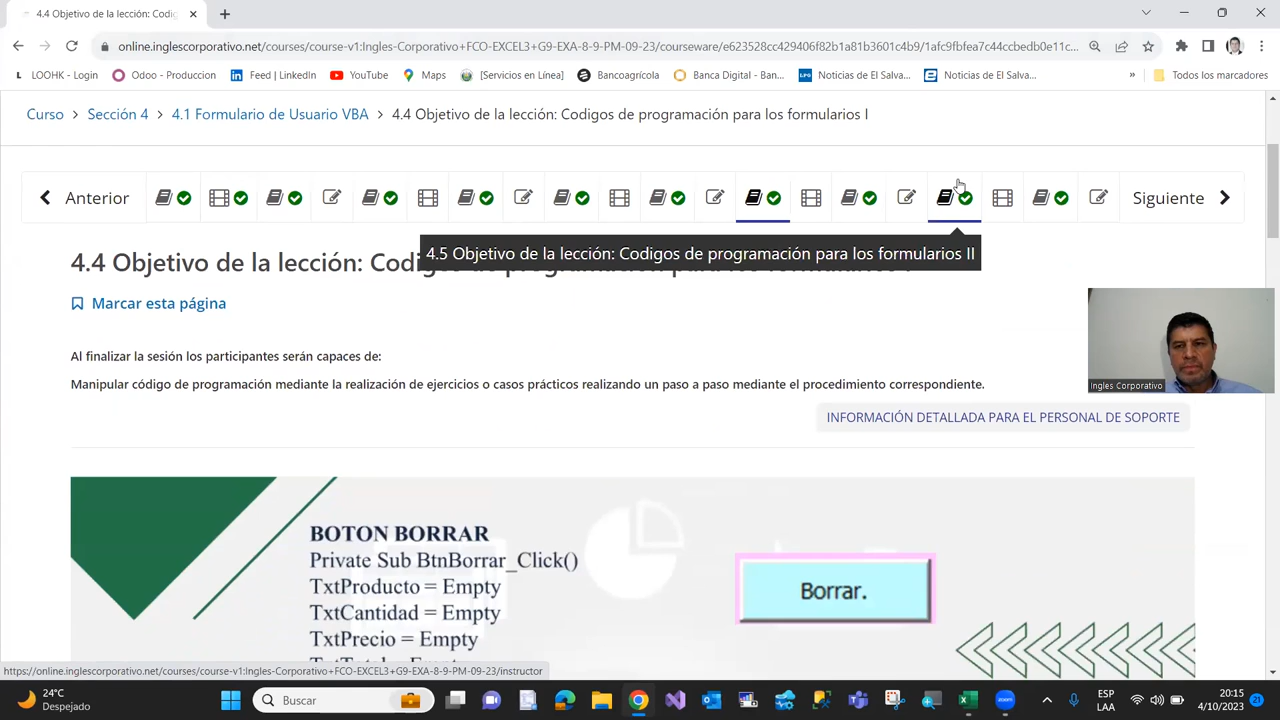 4.4 Objetivo de la lección: Codig
online.inglescorporativo.net/courses/course-v1:Ingles-Corporativo+FCO-EXCEL3+G9-EXA-8-9-PM-09-23/courseware/e623528cc429406f82b1a81b3601c4b9/1afc9fbfea7c44ccbedb0e11c...
LOOHK - Login
Odoo - Produccion
Feed | LinkedIn
YouTube
Maps
[Servicios en Línea]
Bancoagrícola
Banca Digital - Ban...
LPG
Noticias de El Salva...
Noticias de El Salva...
»
Todos los marcadores
Curso > Sección 4 > 4.1 Formulario de Usuario VBA > 4.4 Objetivo de la lección: Codigos de programación para los formularios I
Anterior
Siguiente
4.5 Objetivo de la lección: Codigos de programación para los formularios II
4.4 Objetivo de la lección: Codigos
Marcar esta página
Al finalizar la sesión los participantes serán capaces de:
Manipular código de programación mediante la realización de ejercicios o casos prácticos realizando un paso a paso mediante el procedimiento correspondiente.
Ingles Corporativo
INFORMACIÓN DETALLADA PARA EL PERSONAL DE SOPORTE
BOTON BORRAR
Private Sub BtnBorrar_Click()
TxtProducto = Empty
TxtCantidad = Empty
TxtPrecio = Empty
Borrar.
https://online.inglescorporativo.net/courses/course-v1:Ingles-Corporativo+FCO-EXCEL3+G9-EXA-8-9-PM-09-23/instructor
24°C
Despejado
Buscar
ESP
LAA
20:15
4/10/2023
21